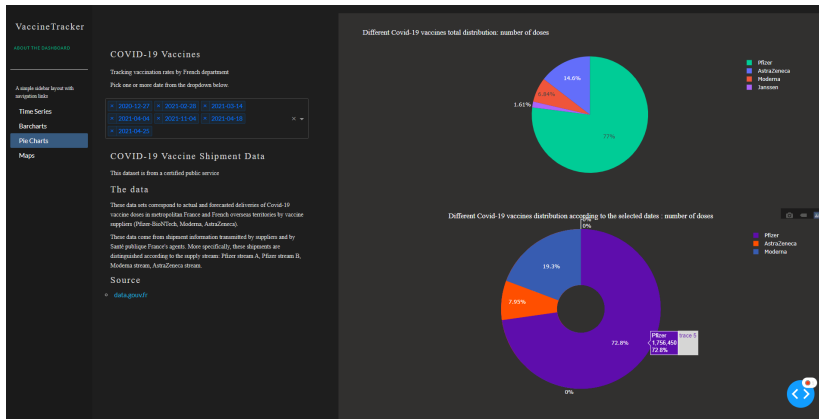 VaccineTracker
ABOUT THE DASHBOARD
A simple sidebar layout with
navigation links
Time Series
Barcharts
Pie Charts
Maps
COVID-19 Vaccines
Tracking vaccination rates by French department
Pick one or more date from the dropdown below.
× 2020-12-27 × 2021-02-28 × 2021-03-14
× 2021-04-04 × 2021-11-04 × 2021-04-18
× 2021-04-25
COVID-19 Vaccine Shipment Data
This dataset is from a certified public service
The data
These data sets correspond to actual and forecasted deliveries of Covid-19
vaccine doses in metropolitan France and French overseas territories by vaccine
suppliers (Pfizer-BioNTech, Moderna, AstraZeneca).
These data come from shipment information transmitted by suppliers and by
Santé publique France's agents. More specifically, these shipments are
distinguished according to the supply stream: Pfizer stream A, Pfizer stream B,
Moderna stream, AstraZeneca stream.
Source
data.gouv.fr
Different Covid-19 vaccines total distribution: number of doses
14.6%
6.84%
1.61%
77%
Pfizer
AstraZeneca
Moderna
Janssen
Different Covid-19 vaccines distribution according to the selected dates : number of doses
0%
0%
19.3%
7.95%
72.8%
0%
Pfizer
1,756,450
72.8%
trace 5
Pfizer
AstraZeneca
Moderna